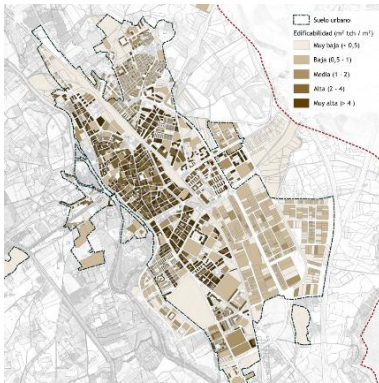 Suelo urbano
Edificabilidad (m² tch / m²)
Muy baja (< 0,5)
Baja (0,5 - 1)
Media (1 - 2)
Alta (2 - 4)
Muy alta (> 4 )